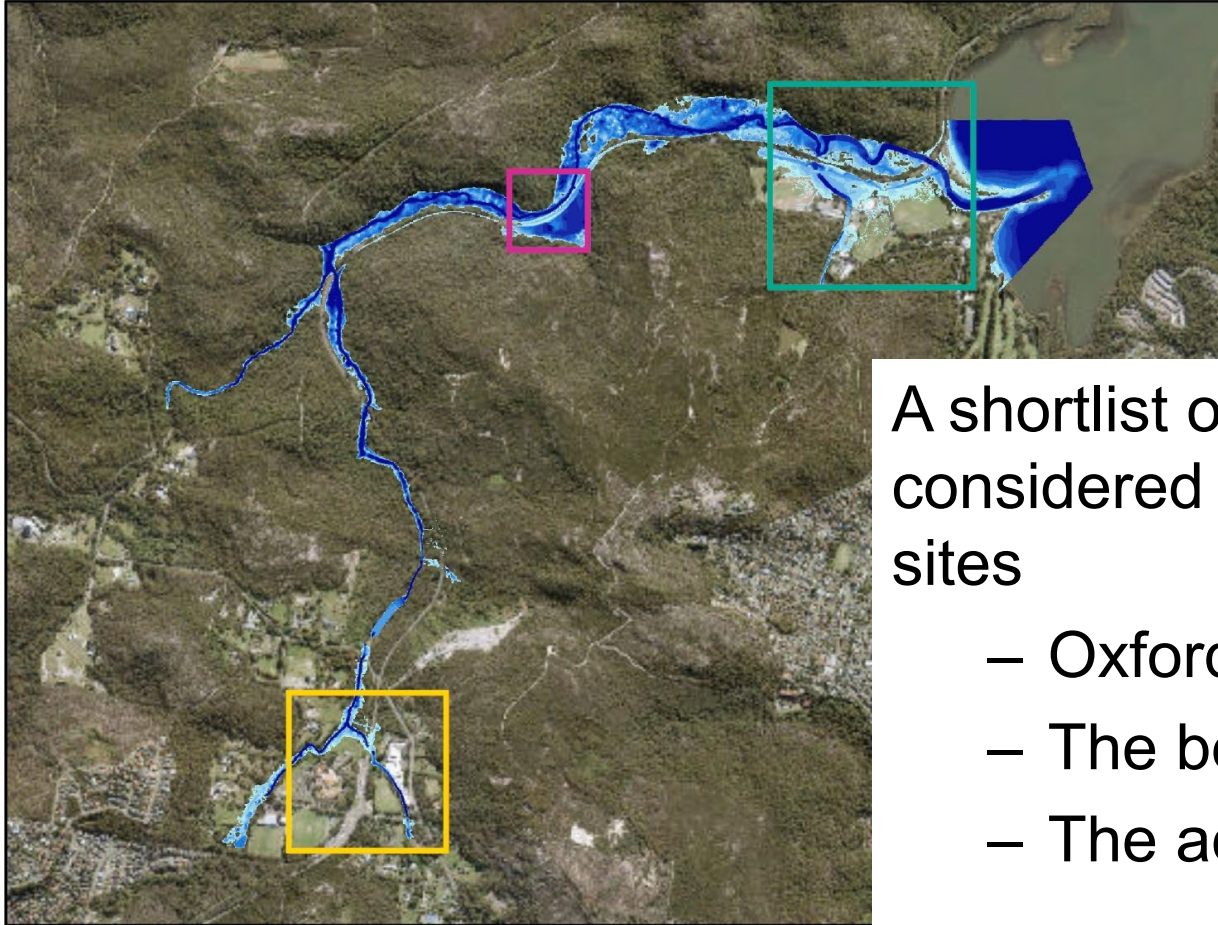 A shortlist o
considered
sites
– Oxford
– The b
– The a